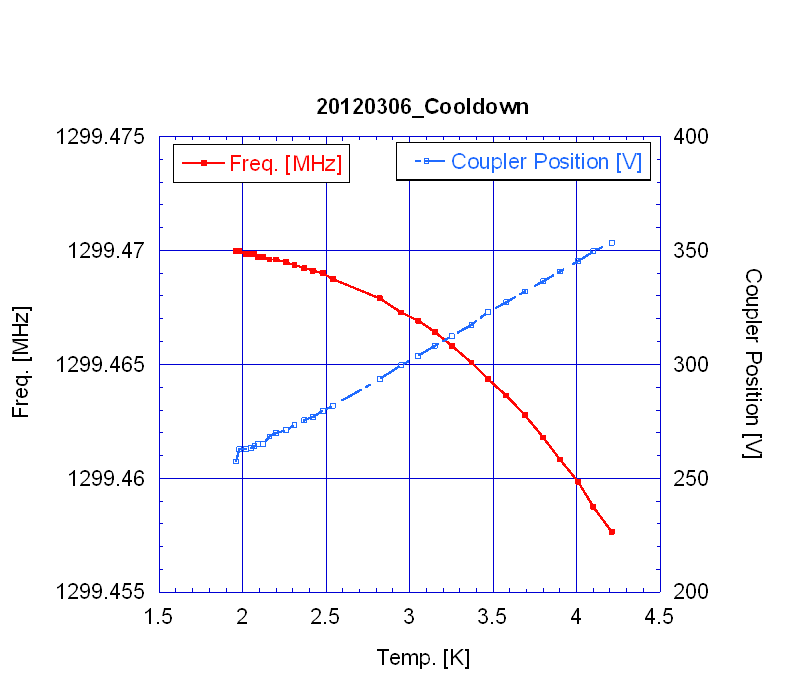 20120306_Cooldown
1299.475
1299.47
1299.465
1299.46
1299.455
Freq. [MHz]
Freq. [MHz]
Coupler Position [V]
400
350
300
250
200
Coupler Position [V]
1.5 2 2.5 3 3.5 4 4.5
Temp. [K]